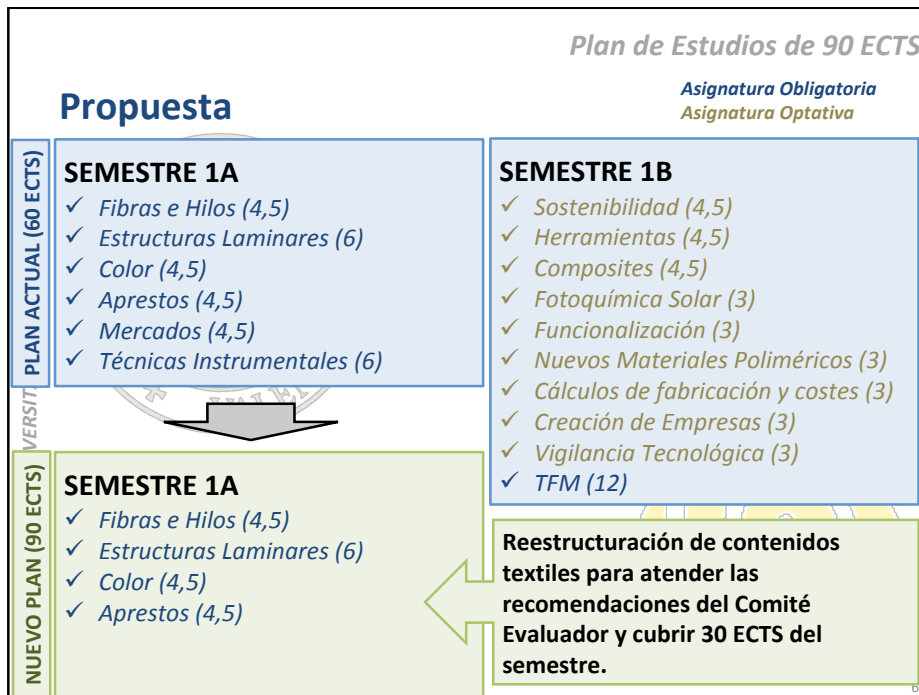 Plan de Estudios de 90 ECTS
Asignatura Obligatoria
Asignatura Optativa
Propuesta
PLAN ACTUAL (60 ECTS)
SEMESTRE 1A
✓ Fibras e Hilos (4,5)
✓ Estructuras Laminares (6)
✓ Color (4,5)
✓ Aprestos (4,5)
✓ Mercados (4,5)
✓ Técnicas Instrumentales (6)
SEMESTRE 1B
✓ Sostenibilidad (4,5)
✓ Herramientas (4,5)
✓ Composites (4,5)
✓ Fotoquímica Solar (3)
✓ Funcionalización (3)
✓ Nuevos Materiales Poliméricos (3)
✓ Cálculos de fabricación y costes (3)
✓ Creación de Empresas (3)
✓ Vigilancia Tecnológica (3)
✓ TFM (12)
VERSIT
NUEVO PLAN (90 ECTS)
SEMESTRE 1A
✓ Fibras e Hilos (4,5)
✓ Estructuras Laminares (6)
✓ Color (4,5)
✓ Aprestos (4,5)
Reestructuración de contenidos
textiles para atender las
recomendaciones del Comité
Evaluador y cubrir 30 ECTS del
semestre.
6